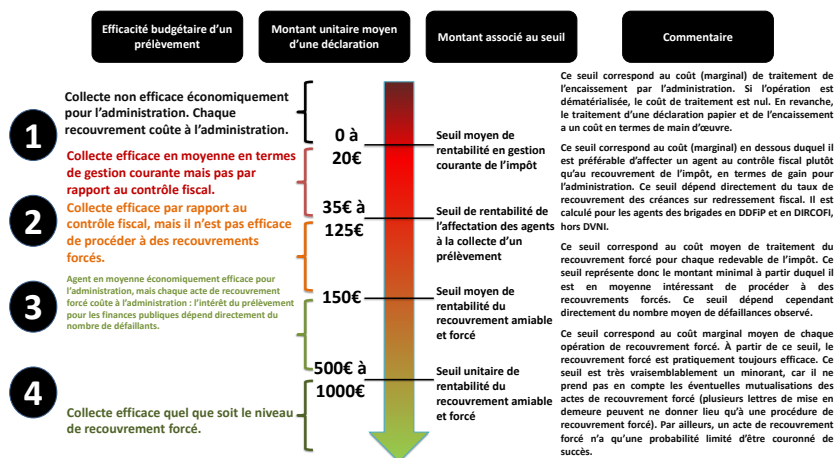 Efficacité budgétaire d'un
prélèvement
Montant unitaire moyen
d'une déclaration
Montant associé au seuil
Commentaire
Collecte non efficace économiquement
pour l'administration. Chaque
recouvrement coûte à l'administration.
1
Collecte efficace en moyenne en termes
de gestion courante mais pas par
rapport au contrôle fiscal.
Collecte efficace par rapport au
contrôle fiscal, mais il n'est pas efficace
de procéder à des recouvrements
forcés.
2
Agent en moyenne économiquement efficace pour
l'administration, mais chaque acte de recouvrement
forcé coûte à l'administration : l'intérêt du prélèvement
pour les finances publiques dépend directement du
nombre de défaillants.
3
4
Collecte efficace quel que soit le niveau
de recouvrement forcé.
0 à
20€
35€ à
125€
150€
500€ à
1000€
Seuil moyen de
rentabilité en gestion
courante de l'impôt
Seuil de rentabilité de
l'affectation des agents
à la collecte d'un
prélèvement
Seuil moyen de
rentabilité du
recouvrement amiable
et forcé
Seuil unitaire de
rentabilité du
recouvrement amiable
et forcé
Ce seuil correspond au coût (marginal) de traitement de
l'encaissement par l'administration. Si l'opération est
dématérialisée, le coût de traitement est nul. En revanche,
le traitement d'une déclaration papier et de l'encaissement
a un coût en termes de main d'œuvre.
Ce seuil correspond au coût (marginal) en dessous duquel il
est préférable d'affecter un agent au contrôle fiscal plutôt
qu'au recouvrement de l'impôt, en termes de gain pour
l'administration. Ce seuil dépend directement du taux de
recouvrement des créances sur redressement fiscal. Il est
calculé pour les agents des brigades en DDFiP et en DIRCOFI,
hors DVNI.
Ce seuil correspond au coût moyen de traitement du
recouvrement forcé pour chaque redevable de l'impôt. Ce
seuil représente donc le montant minimal à partir duquel il
est en moyenne intéressant de procéder à des
recouvrements forcés. Ce seuil dépend cependant
directement du nombre moyen de défaillances observé.
Ce seuil correspond au coût marginal moyen de chaque
opération de recouvrement forcé. À partir de ce seuil, le
recouvrement forcé est pratiquement toujours efficace. Ce
seuil est très vraisemblablement un minorant, car il ne
prend pas en compte les éventuelles mutualisations des
actes de recouvrement forcé (plusieurs lettres de mise en
demeure peuvent ne donner lieu qu'à une procédure de
recouvrement forcé). Par ailleurs, un acte de recouvrement
forcé n'a qu'une probabilité limité d'être couronné de
succès.